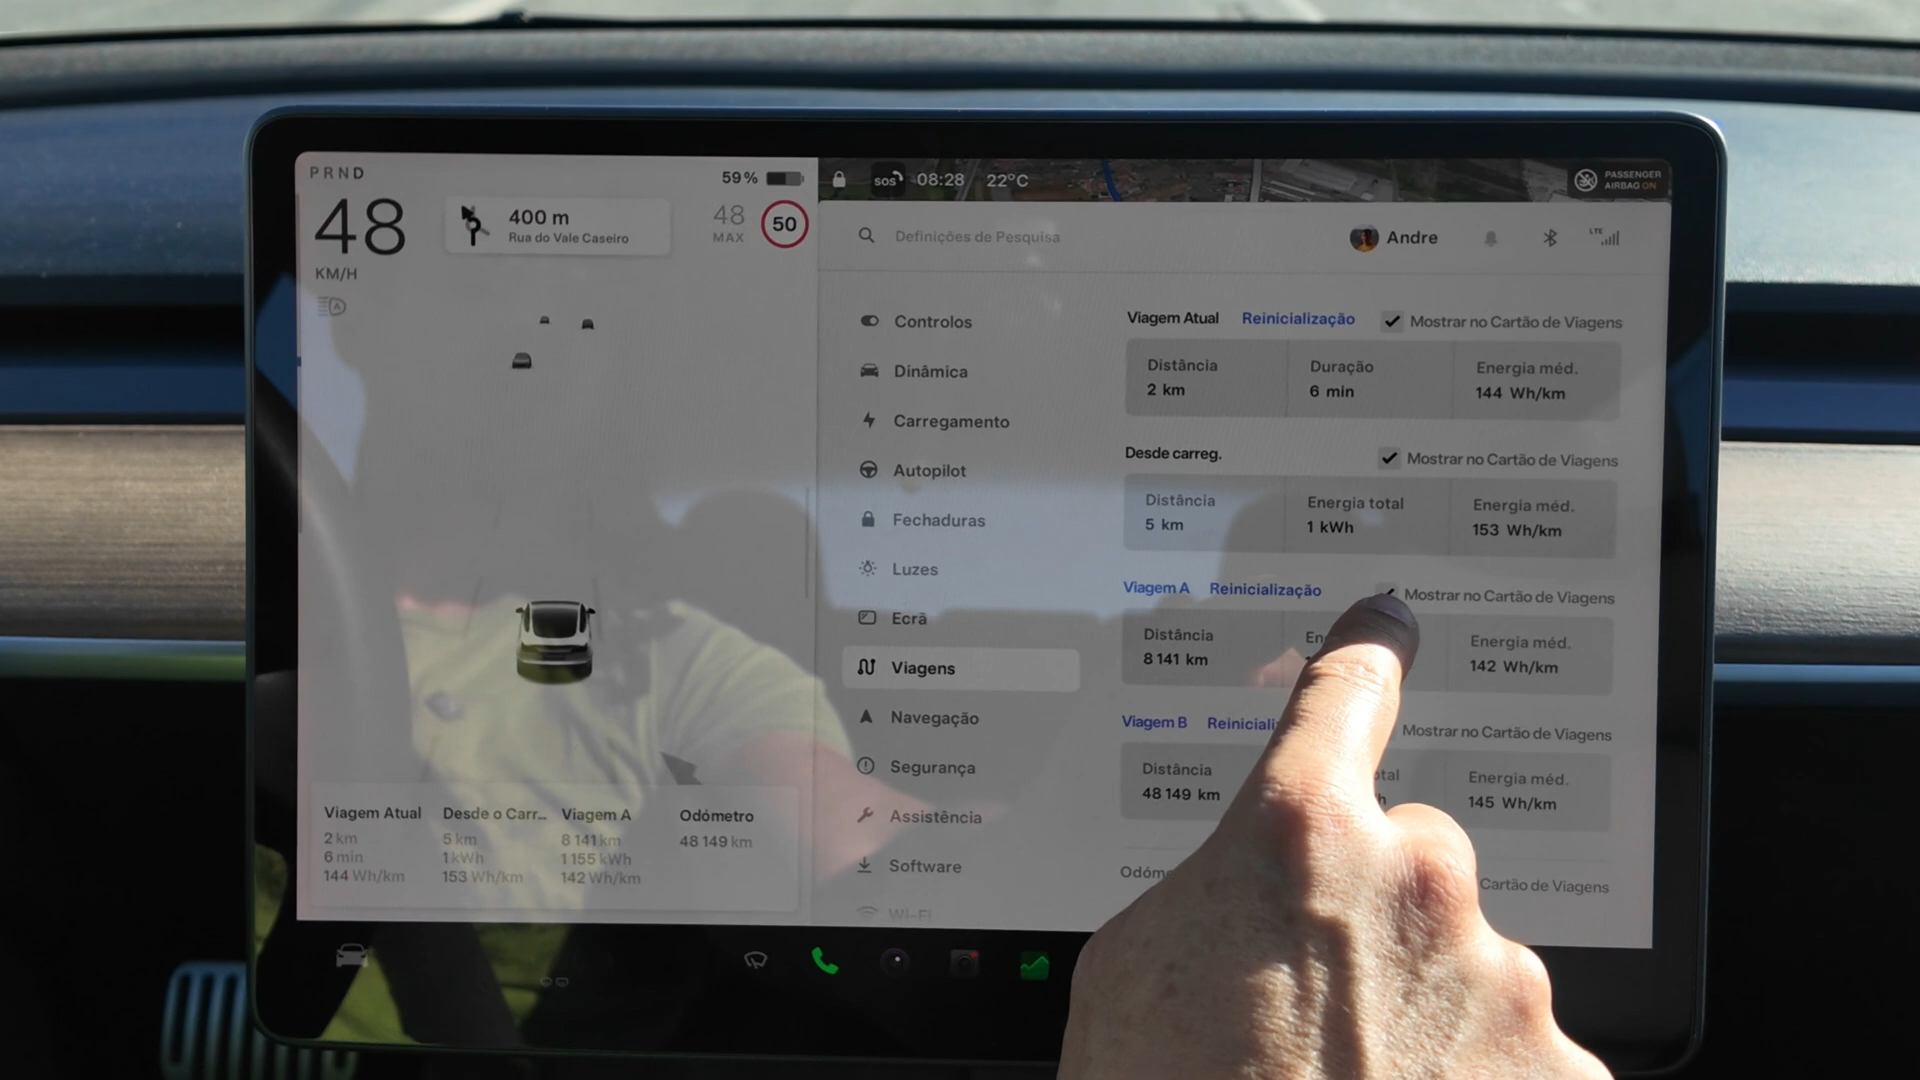 PRND
48
KM/H
400 m
Rua do Vale Caseiro
59 %
48
MAX
50
sos
08:28
22°C
PASSENGER
AIRBAG ON
Definições de Pesquisa
Andre
LTE
Controlos
Dinâmica
Carregamento
Autopilot
Fechaduras
Luzes
Ecrã
Viagens
Navegação
Segurança
Assistência
Software
Wi-Fi
Viagem Atual Reinicialização Mostrar no Cartão de Viagens
Distância Duração Energia méd.
2 km 6 min 144 Wh/km
Desde carreg. Mostrar no Cartão de Viagens
Distância Energia total Energia méd.
5 km 1 kWh 153 Wh/km
Viagem A Reinicialização Mostrar no Cartão de Viagens
Distância Energia méd.
8 141 km 142 Wh/km
Viagem B Mostrar no Cartão de Viagens
Distância Energia méd.
48 149 km 145 Wh/km
Cartão de Viagens
Viagem Atual Desde o Carr... Viagem A Odómetro
2 km 5 km 8 141 km 48 149 km
6 min 1 kWh 1 155 kWh
144 Wh/km 153 Wh/km 142 Wh/km